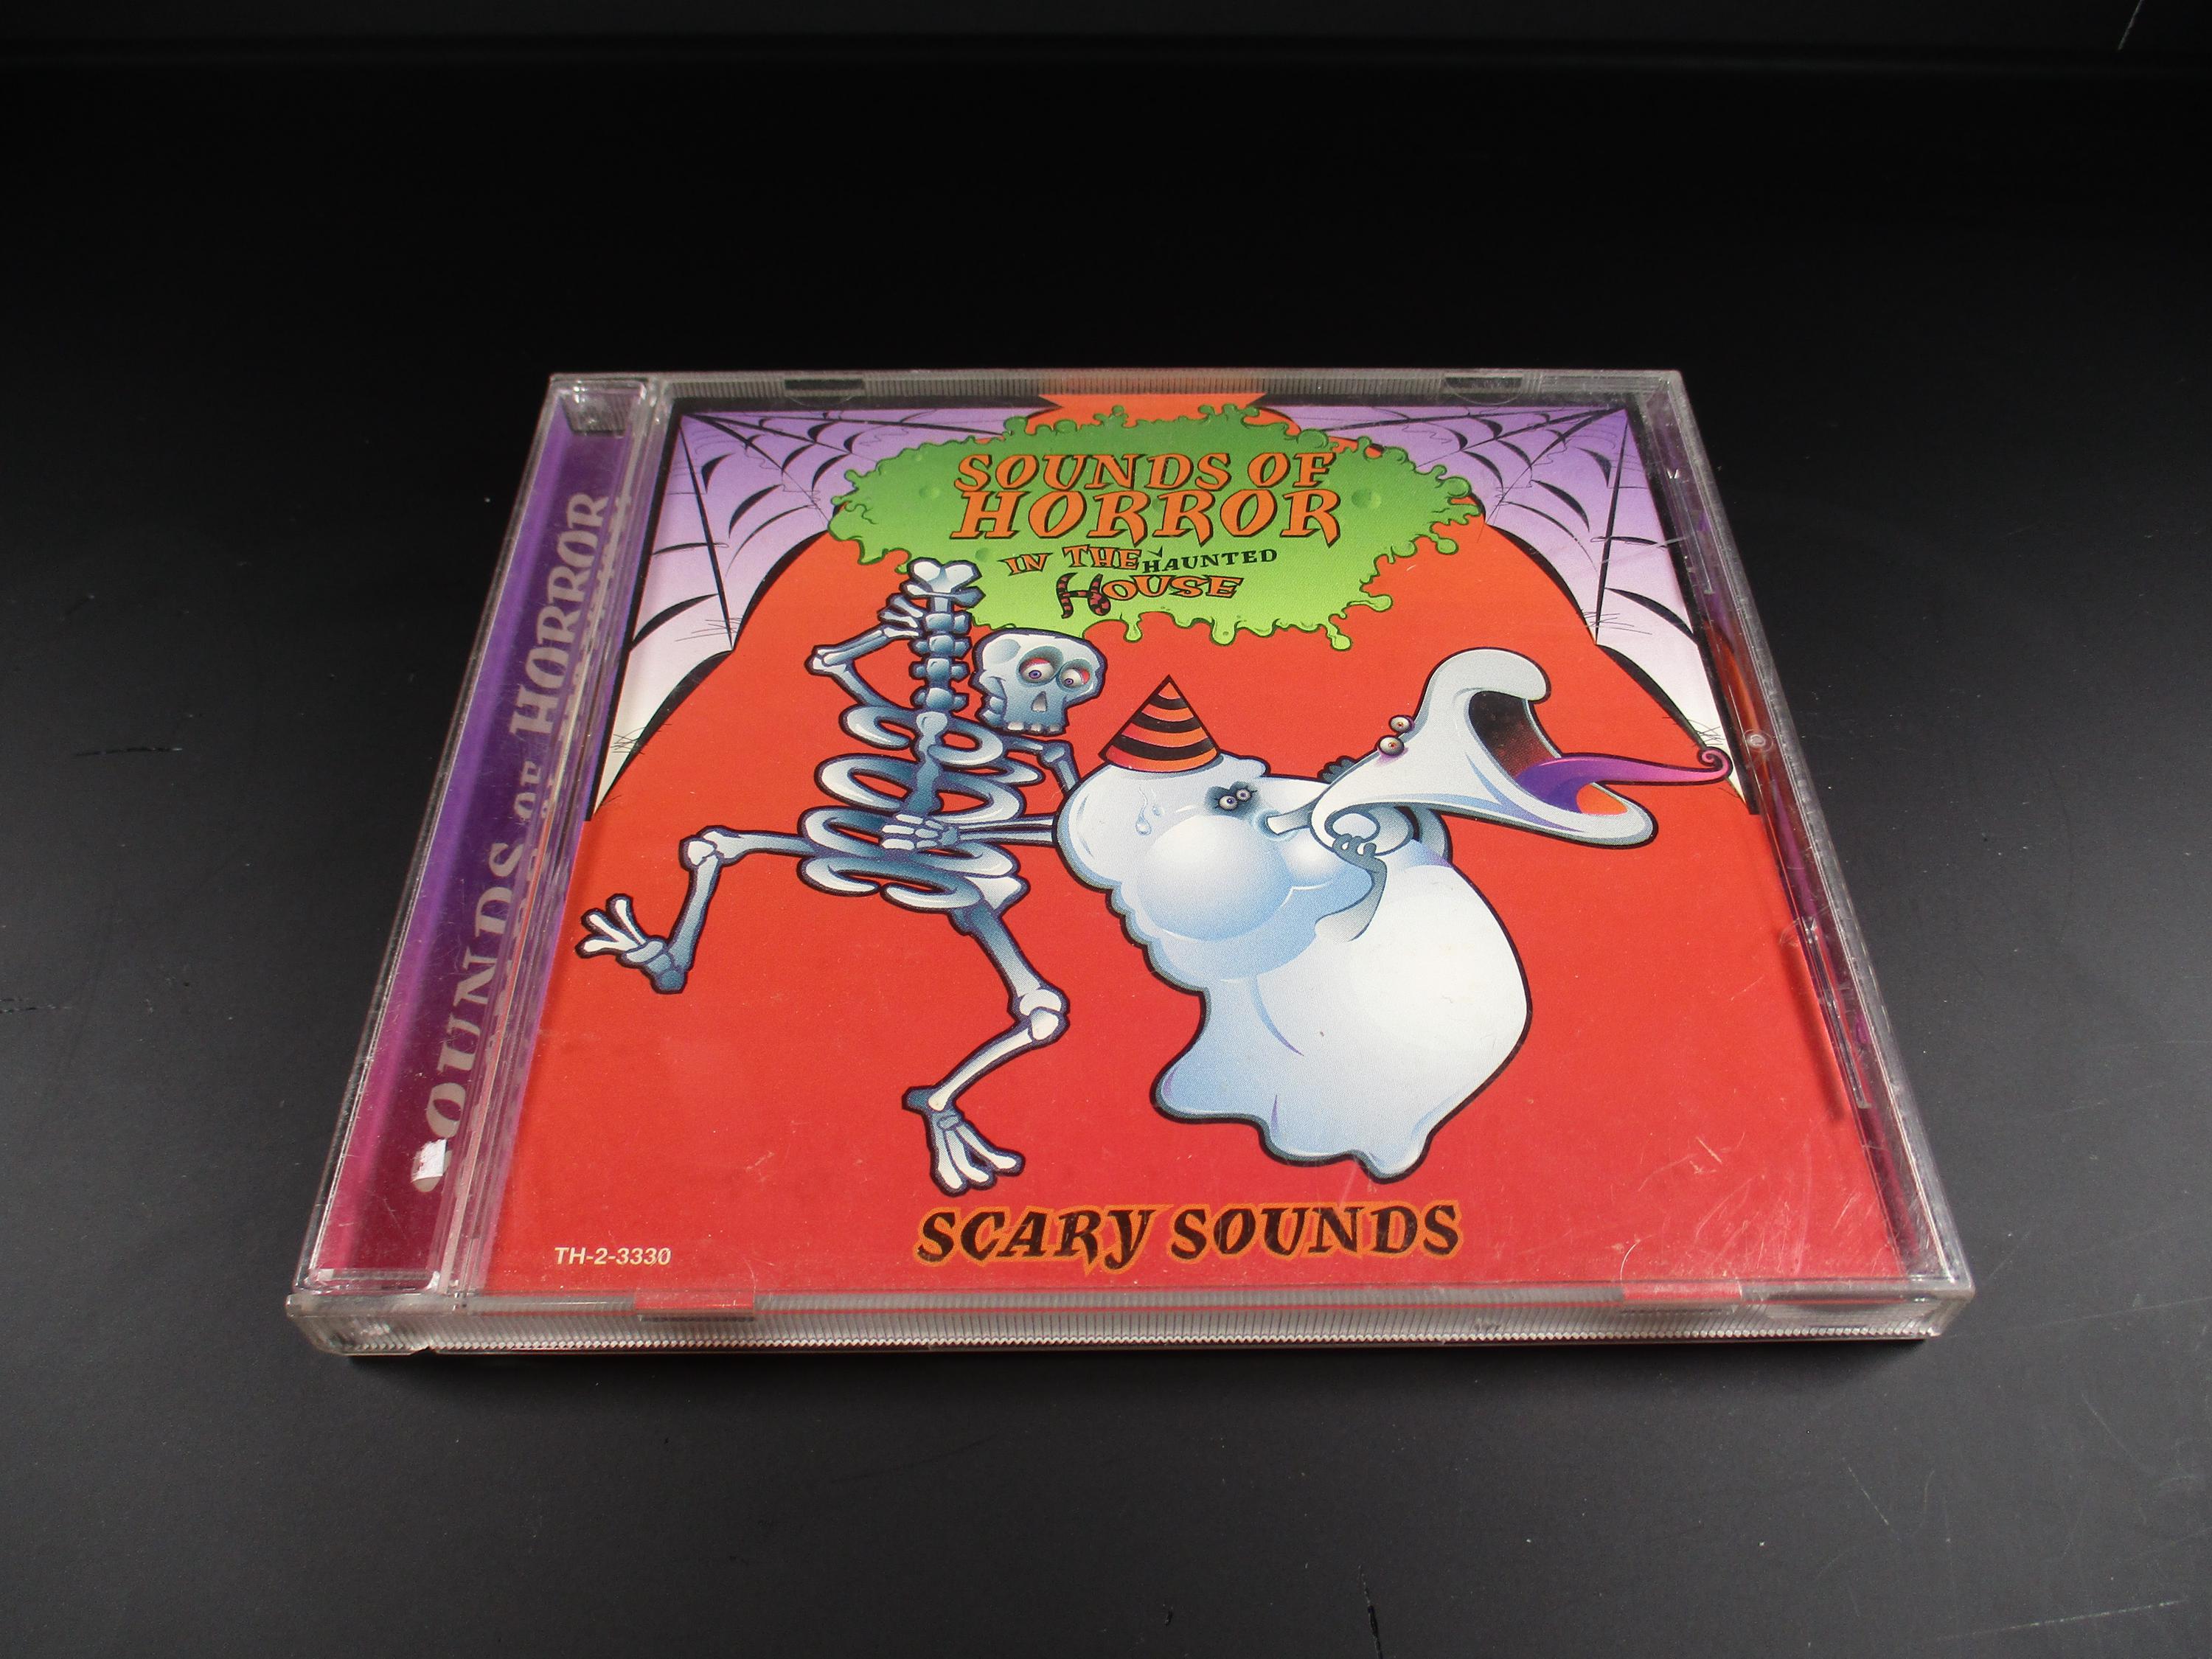 SOUNDS OF
HORROR
IN THE HAUNTED
HOUSE
SCARY SOUNDS
TH-2-3330
SOUNDS OF HORROR